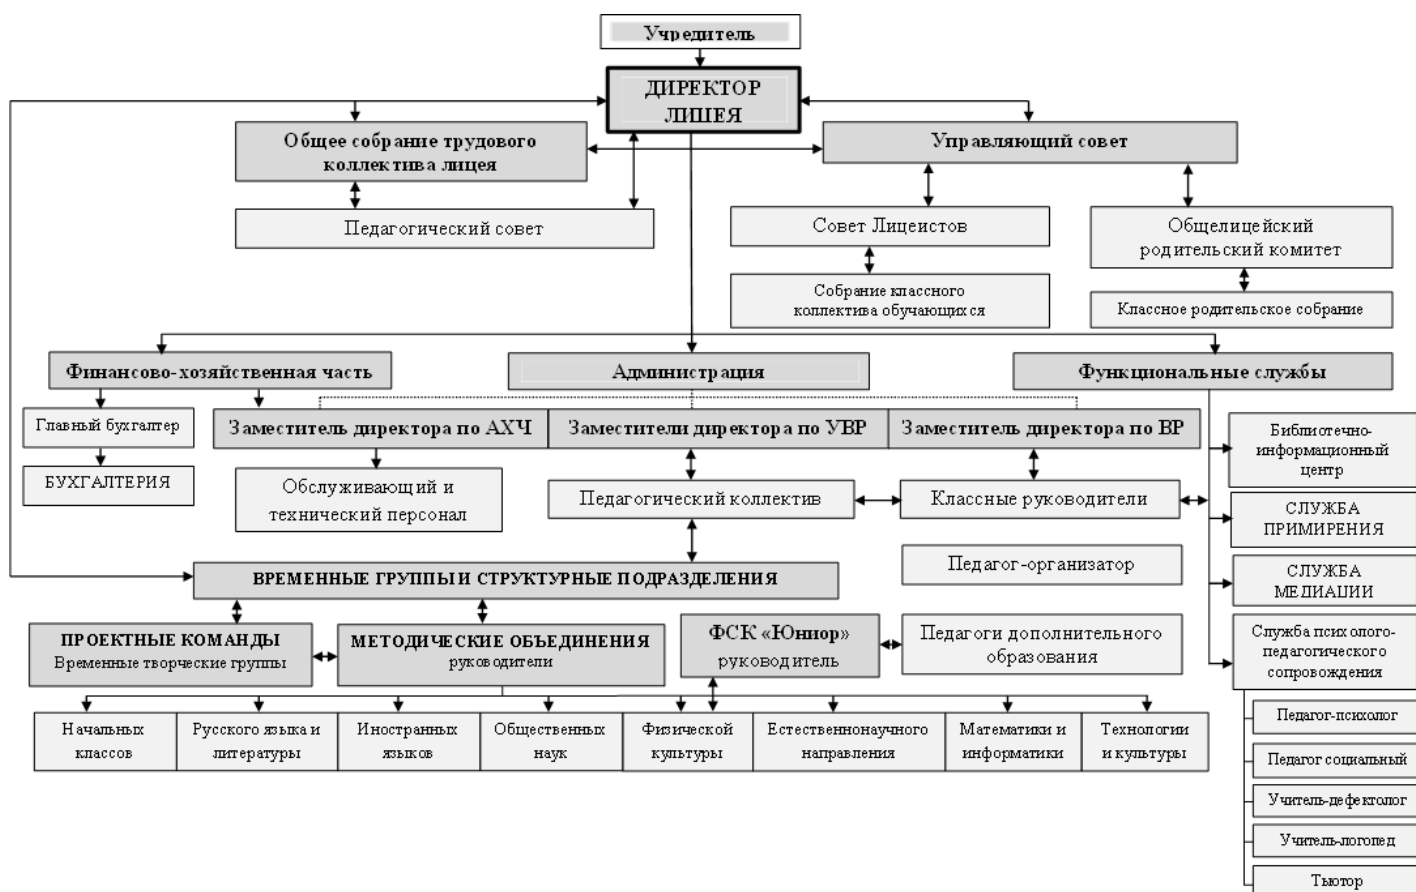 Учредитель
ДИРЕКТОР
ЛИЦЕЯ
Общее собрание трудового
коллектива лицея
Управляющий совет
Педагогический совет
Совет Лицеистов
Общелицейский
родительский комитет
Собрание классного
коллектива обучающихся
Классное родительское собрание
Финансово-хозяйственная часть
Администрация
Функциональные службы
Главный бухгалтер
Заместитель директора по АХЧ
Заместители директора по УВР
Заместитель директора по ВР
БУХГАЛТЕРИЯ
Обслуживающий и
технический персонал
Педагогический коллектив
Классные руководители
Библиотечно-
информационный
центр
СЛУЖБА
ПРИМИРЕНИЯ
Педагог-организатор
СЛУЖБА
МЕДИАЦИИ
ВРЕМЕННЫЕ ГРУППЫ И СТРУКТУРНЫЕ ПОДРАЗДЕЛЕНИЯ
ПРОЕКТНЫЕ КОМАНДЫ
Временные творческие группы
МЕТОДИЧЕСКИЕ ОБЪЕДИНЕНИЯ
руководители
ФСК «Юниор»
руководитель
Педагоги дополнительного
образования
Служба психолого-
педагогического
сопровождения
Начальных
классов
Русского языка и
литературы
Иностранных
языков
Общественных
наук
Физической
культуры
Естественнонаучного
направления
Математики и
информатики
Технологии
и культуры
Педагог-психолог
Педагог социальный
Учитель-дефектолог
Учитель-логопед
Тьютор